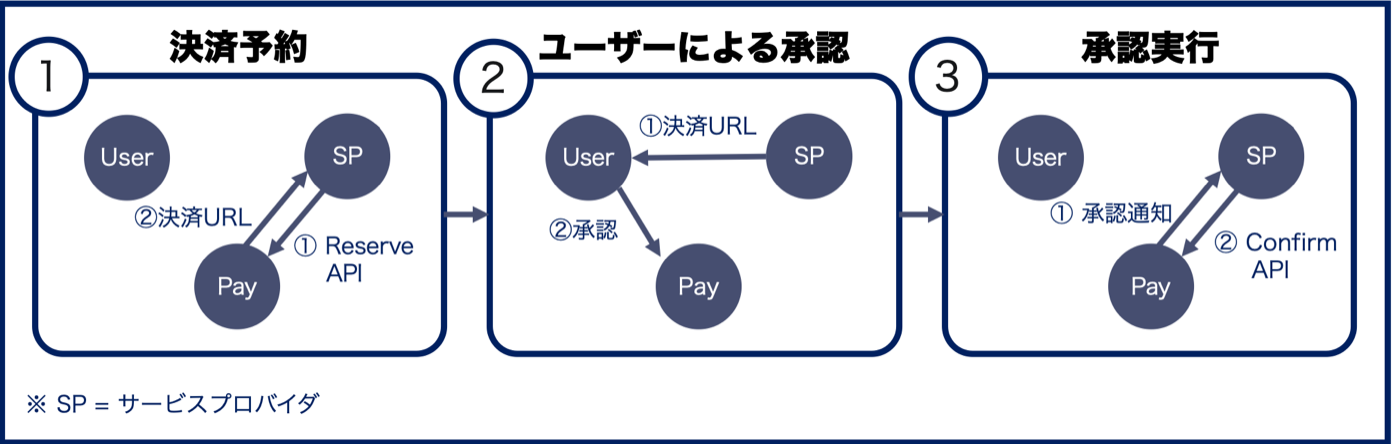 1
決済予約
User
SP
②決済URL
① Reserve
API
Pay
2
ユーザーによる承認
①決済URL
User
SP
②承認
Pay
3
承認実行
User
SP
① 承認通知
② Confirm
API
Pay
※ SP = サービスプロバイダ